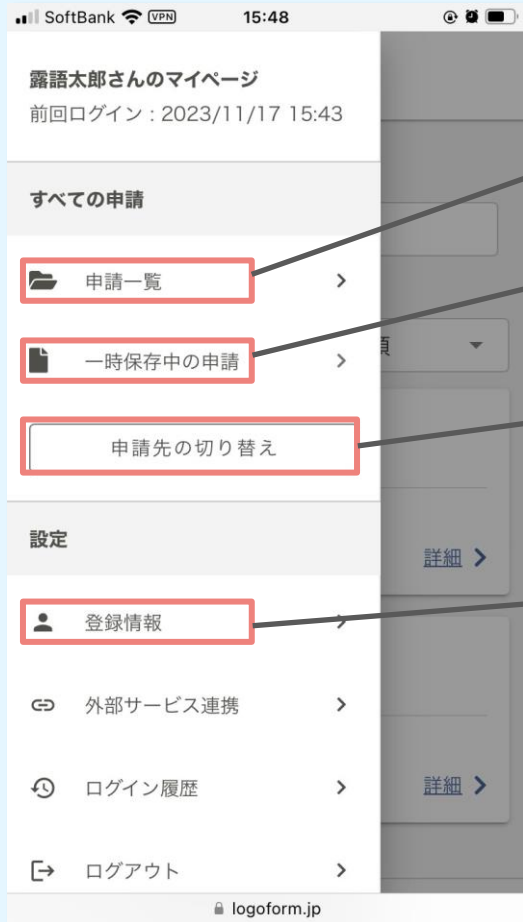 SoftBank VPN 15:48
露語太郎さんのマイページ
前回ログイン：2023/11/17 15:43
すべての申請
申請一覧
一時保存中の申請
申請先の切り替え
設定
詳細
登録情報
外部サービス連携
ログイン履歴
詳細
ログアウト
logoform.jp